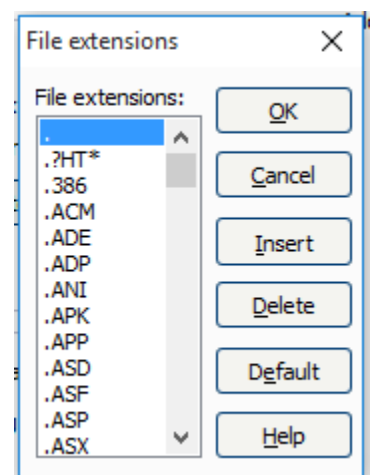 File extensions
File extensions:
.
.?HT*
.386
.ACM
.ADE
.ADP
.ANI
.APK
.APP
.ASD
.ASF
.ASP
.ASX
OK
Cancel
Insert
Delete
Default
Help